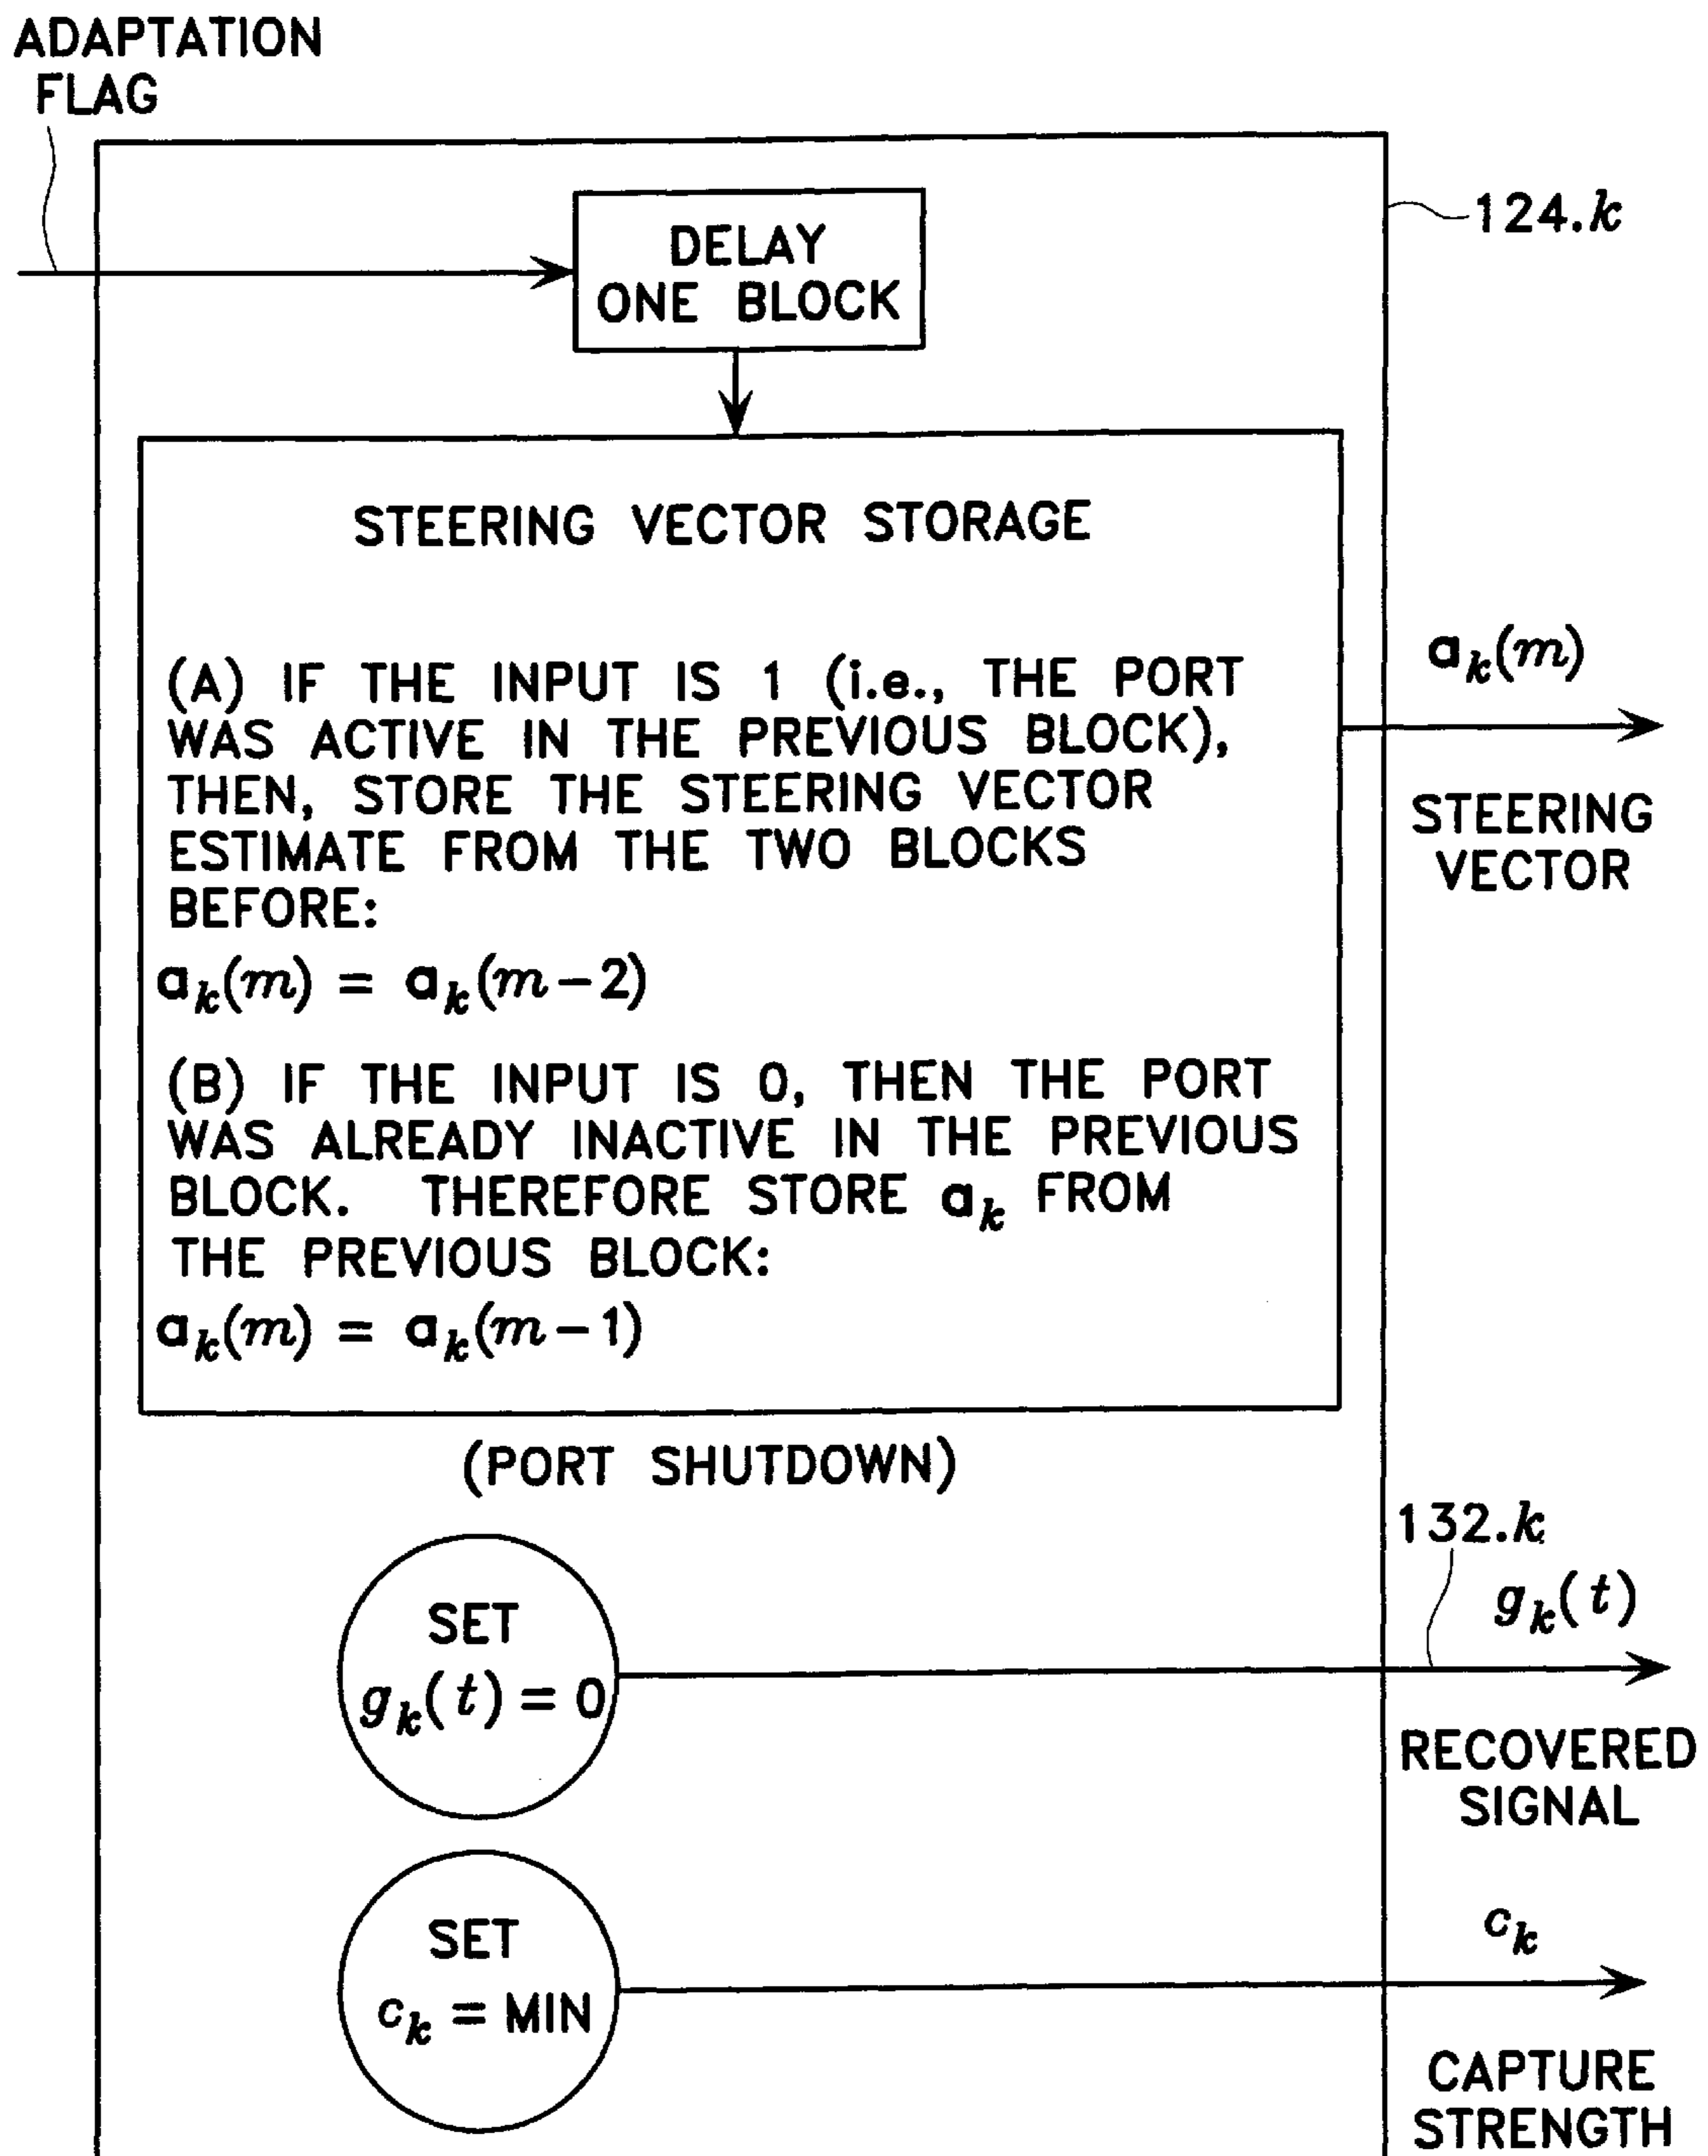 ADAPTATION
FLAG
DELAY
ONE BLOCK
124.k
STEERING VECTOR STORAGE
(A) IF THE INPUT IS 1 (i.e., THE PORT
WAS ACTIVE IN THE PREVIOUS BLOCK),
THEN, STORE THE STEERING VECTOR
ESTIMATE FROM THE TWO BLOCKS
BEFORE:
a_k(m) = a_k(m-2)
(B) IF THE INPUT IS 0, THEN THE PORT
WAS ALREADY INACTIVE IN THE PREVIOUS
BLOCK. THEREFORE STORE a_k FROM
THE PREVIOUS BLOCK:
a_k(m) = a_k(m-1)
a_k(m)
STEERING
VECTOR
(PORT SHUTDOWN)
132.k
SET
g_k(t) = 0
g_k(t)
RECOVERED
SIGNAL
SET
c_k = MIN
c_k
CAPTURE
STRENGTH